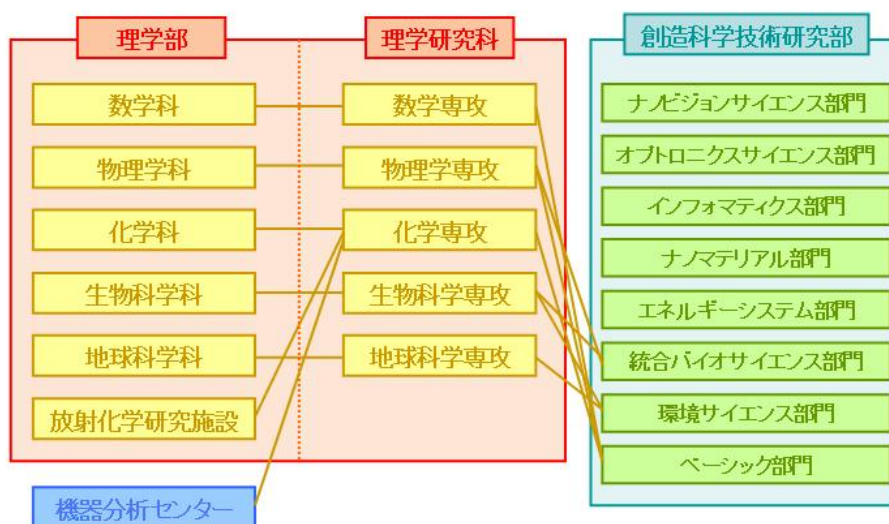 理学部
理学研究科
創造科学技術研究部
数学科
数学専攻
ナノビジョンサイエンス部門
物理学科
物理学専攻
オプトロニクスサイエンス部門
化学科
化学専攻
インフォマティクス部門
ナノマテリアル部門
生物科学科
生物科学専攻
エネルギーシステム部門
地球科学科
地球科学専攻
統合バイオサイエンス部門
放射化学研究施設
環境サイエンス部門
ベーシック部門
機器分析センター